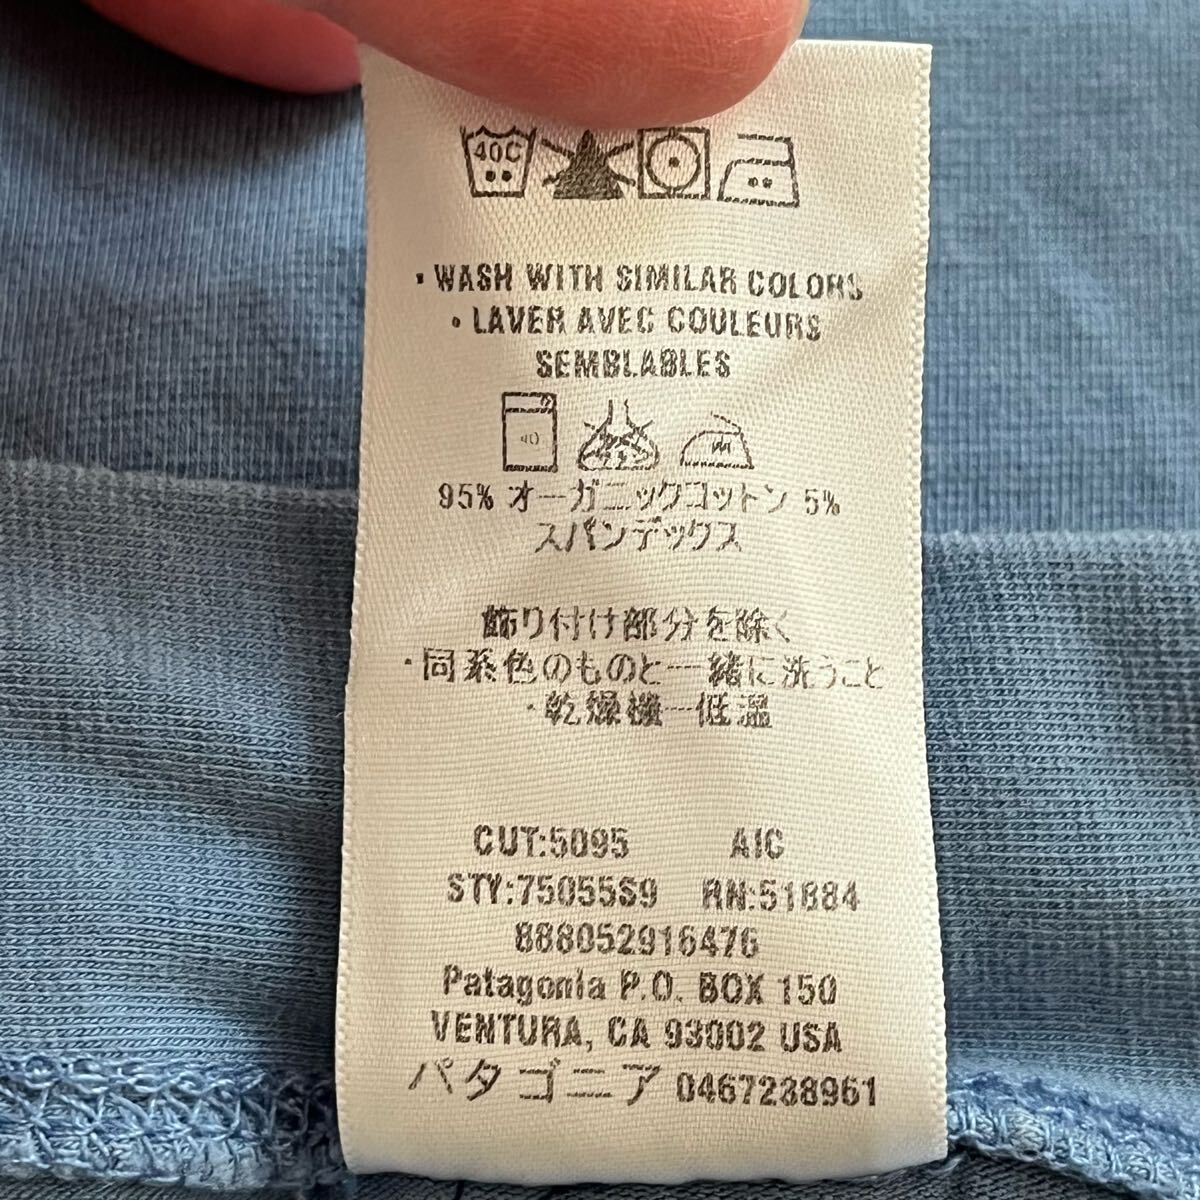 40C
• WASH WITH SIMILAR COLORS
• LAVER AVEC COULEURS
SEMBLABLES
40
95% オーガニックコットン 5%
スパンデックス
飾り付け部分を除く
・同系色のものと一緒に洗うこと
・乾燥機ー低温
CUT:5095 AIC
STY:75055S9 RN:51884
888052916476
Patagonia P.O. BOX 150
VENTURA, CA 93002 USA
パタゴニア 0467238961